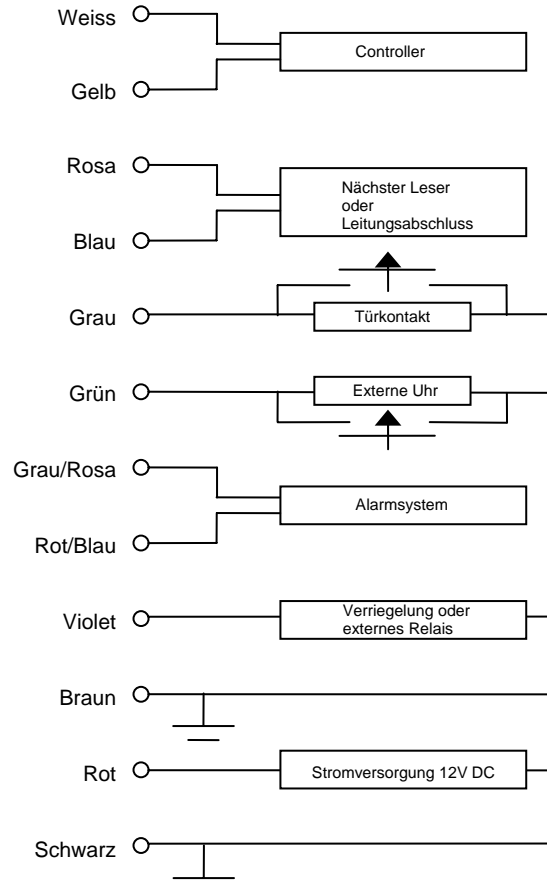 Weiss
Controller
Gelb
Rosa
Nächster Leser
oder
Leitungsabschluss
Blau
Grau
Türkontakt
Grün
Externe Uhr
Grau/Rosa
Alarmsystem
Rot/Blau
Violet
Verriegelung oder
externes Relais
Braun
Rot
Stromversorgung 12V DC
Schwarz